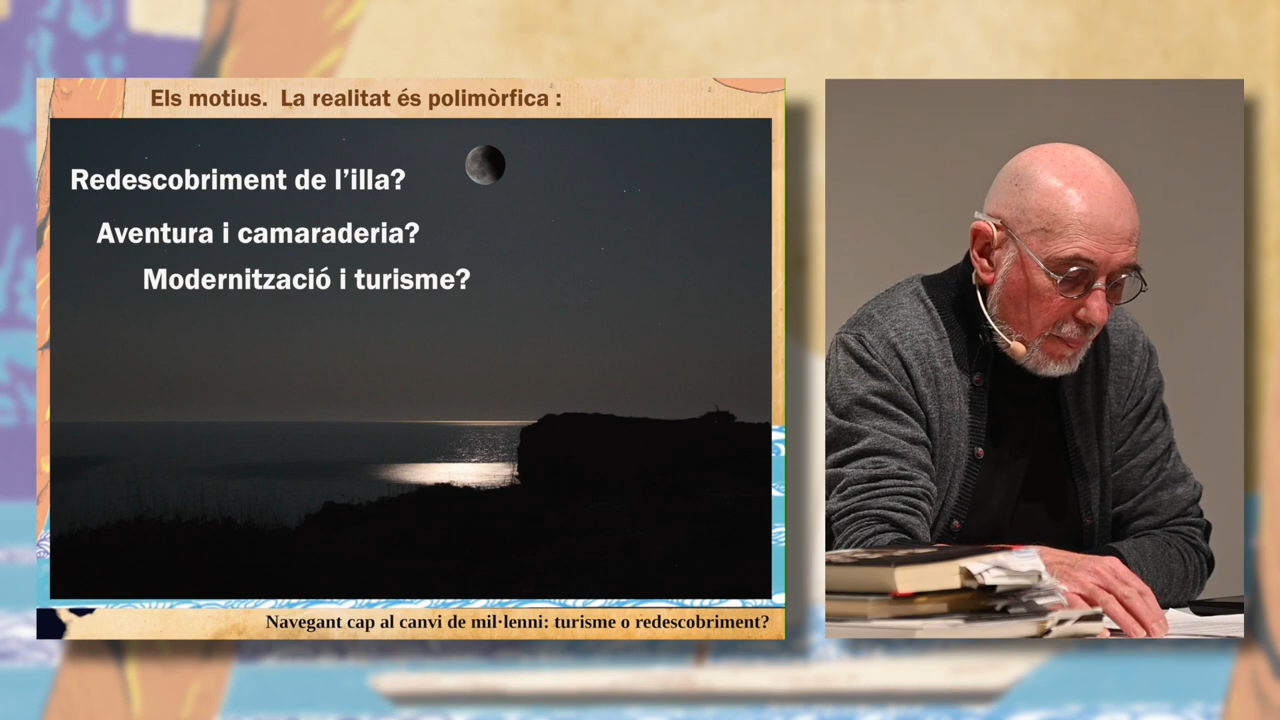 Els motius. La realitat és polimòrfica :
Redescobriment de l’illa?
Aventura i camaraderia?
Modernització i turisme?
Navegant cap al canvi de mil·lenni: turisme o redescobriment?